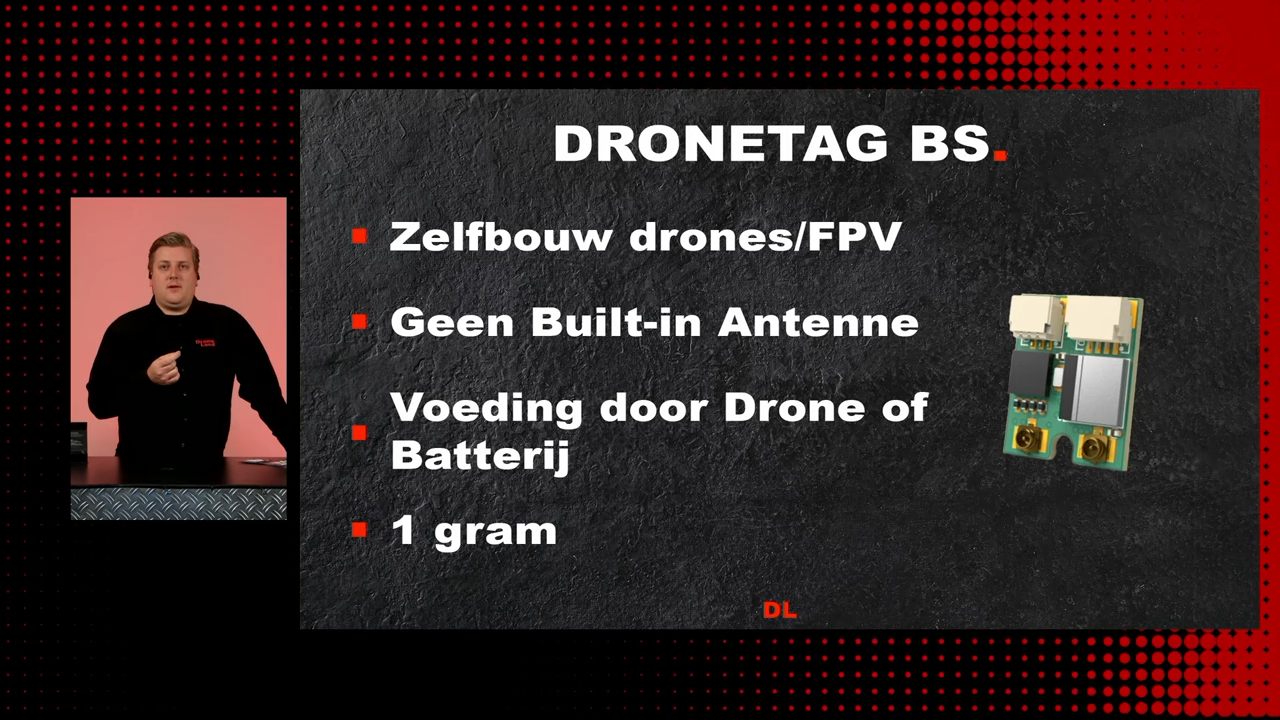 DRONETAG BS.
Zelfbouw drones/FPV
Geen Built-in Antenne
Voeding door Drone of
Batterij
1 gram
DL